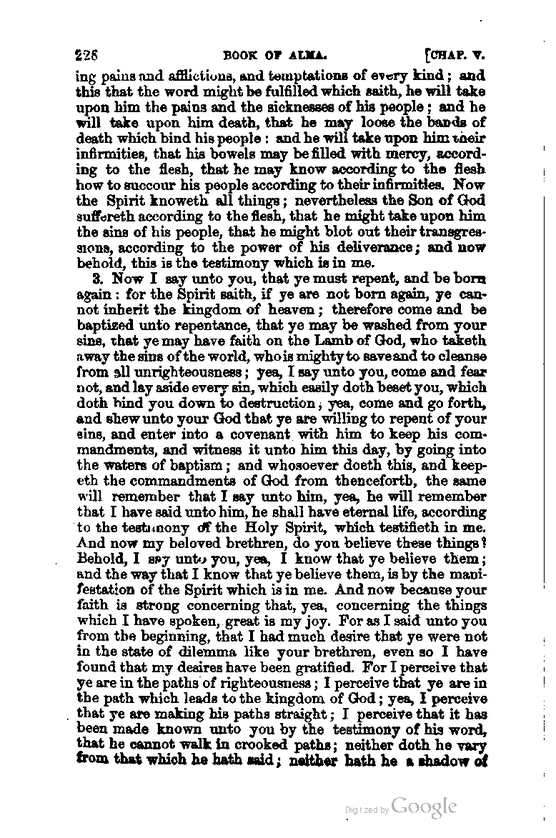 226 BOOK OF ALMA. [CHAP. V.
ing pains and afflictions, and temptations of every kind; and
this that the word might be fulfilled which saith, he will take
upon him the pains and the sicknesses of his people; and he
will take upon him death, that he may loose the bands of
death which bind his people: and he will take upon him their
infirmities, that his bowels may be filled with mercy, accord-
ing to the flesh, that he may know according to the flesh
how to succour his people according to their infirmities. Now
the Spirit knoweth all things; nevertheless the Son of God
suffereth according to the flesh, that he might take upon him
the sins of his people, that he might blot out their transgres-
sions, according to the power of his deliverance; and now
behold, this is the testimony which is in me.
3. Now I say unto you, that ye must repent, and be born
again: for the Spirit saith, if ye are not born again, ye can-
not inherit the kingdom of heaven; therefore come and be
baptized unto repentance, that ye may be washed from your
sins, that ye may have faith on the Lamb of God, who taketh
away the sins of the world, who is mighty to save and to cleanse
from all unrighteousness; yea, I say unto you, come and fear
not, and lay aside every sin, which easily doth beset you, which
doth bind you down to destruction, yea, come and go forth,
and shew unto your God that ye are willing to repent of your
sins, and enter into a covenant with him to keep his com-
mandments, and witness it unto him this day, by going into
the waters of baptism; and whosoever doeth this, and keep-
eth the commandments of God from thenceforth, the same
will remember that I say unto him, yea, he will remember
that I have said unto him, he shall have eternal life, according
to the testimony of the Holy Spirit, which testifieth in me.
And now my beloved brethren, do you believe these things?
Behold, I say unto you, yea, I know that ye believe them;
and the way that I know that ye believe them, is by the mani-
festation of the Spirit which is in me. And now because your
faith is strong concerning that, yea, concerning the things
which I have spoken, great is my joy. For as I said unto you
from the beginning, that I had much desire that ye were not
in the state of dilemma like your brethren, even so I have
found that my desires have been gratified. For I perceive that
ye are in the paths of righteousness; I perceive that ye are in
the path which leads to the kingdom of God; yea, I perceive
that ye are making his paths straight; I perceive that it has
been made known unto you by the testimony of his word,
that he cannot walk in crooked paths; neither doth he vary
from that which he hath said; neither hath he a shadow of
Digitized by Google